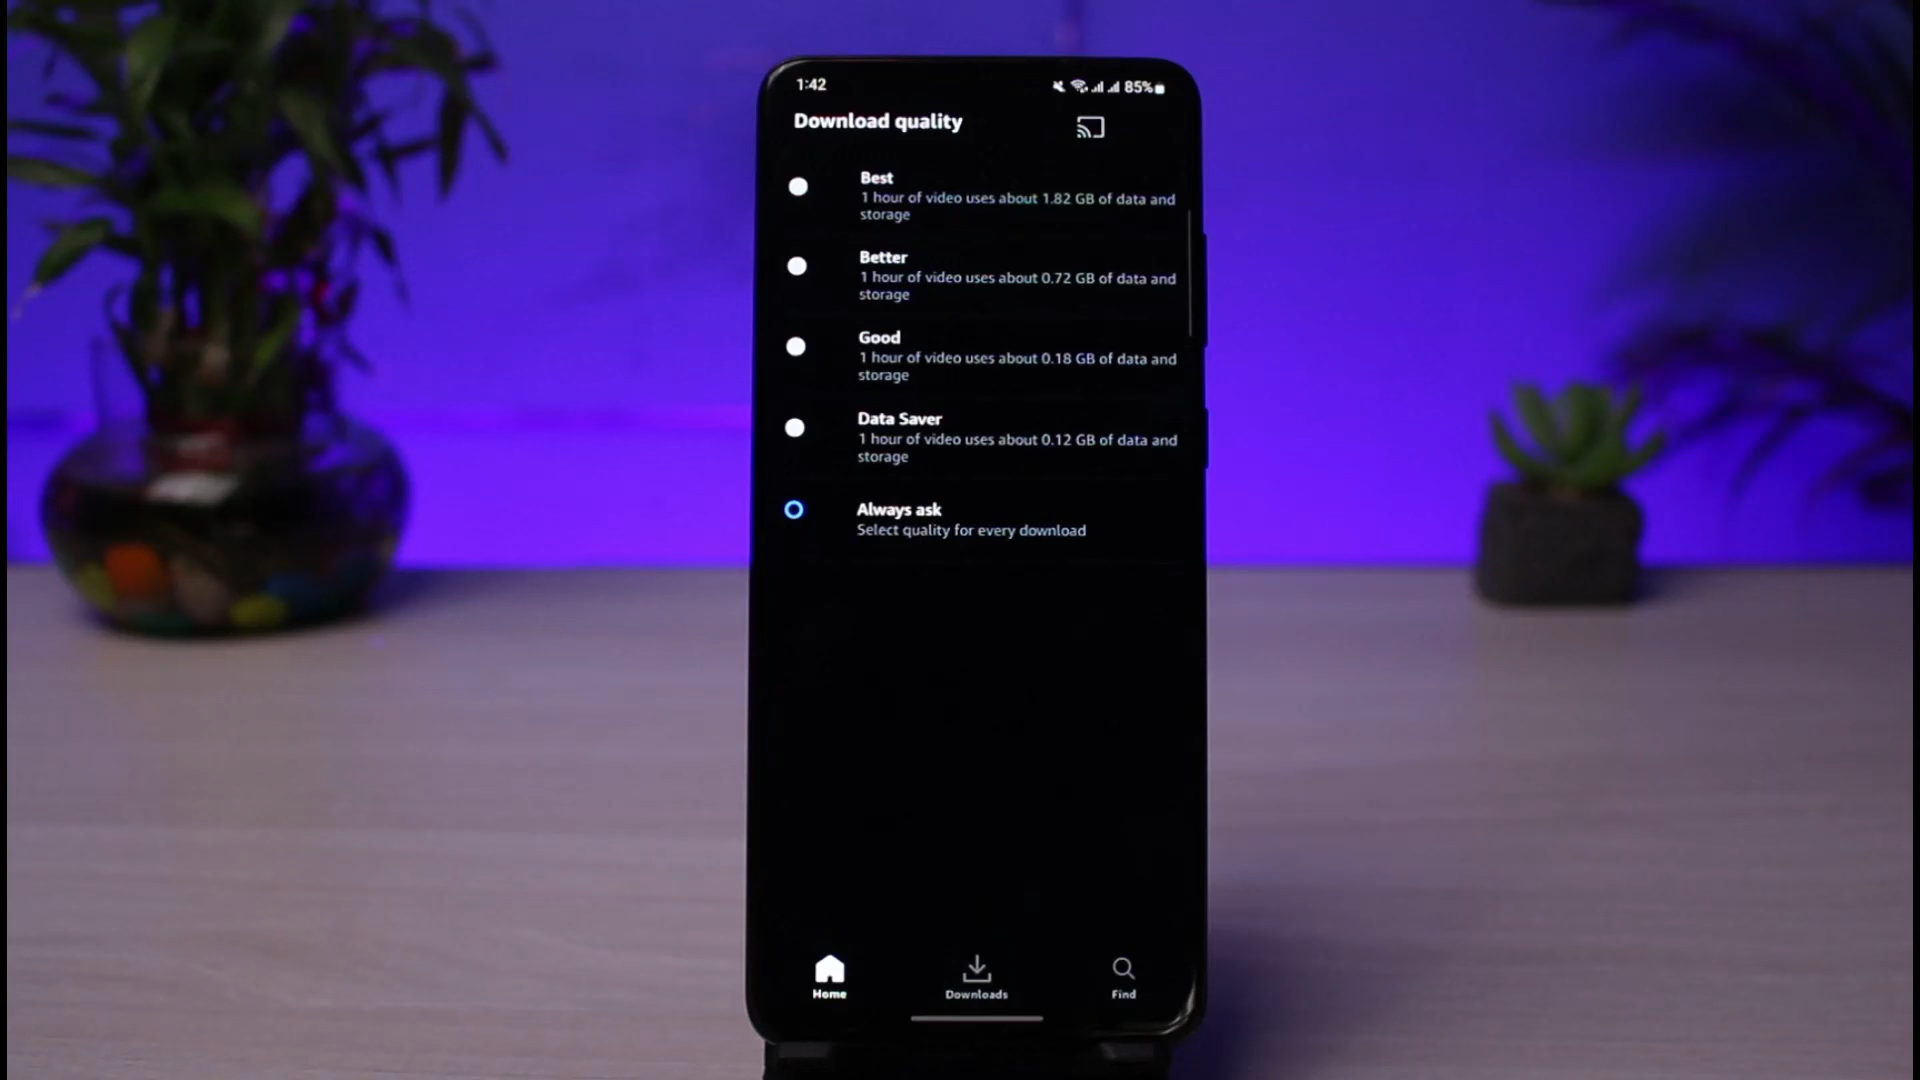 1:42
85%
Download quality
Best
1 hour of video uses about 1.82 GB of data and
storage
Better
1 hour of video uses about 0.72 GB of data and
storage
Good
1 hour of video uses about 0.18 GB of data and
storage
Data Saver
1 hour of video uses about 0.12 GB of data and
storage
Always ask
Select quality for every download
Home
Downloads
Find